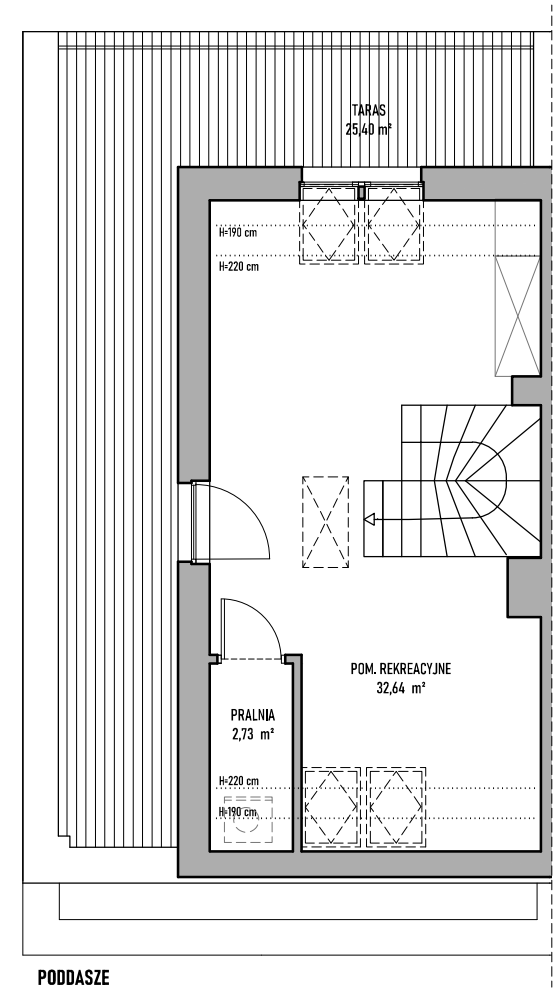 TARAS
25,40 m²
H=190 cm
H=220 cm
POM. REKREACYJNE
32,64 m²
PRALNIA
2,73 m²
H=220 cm
H=190 cm
PODDASZE